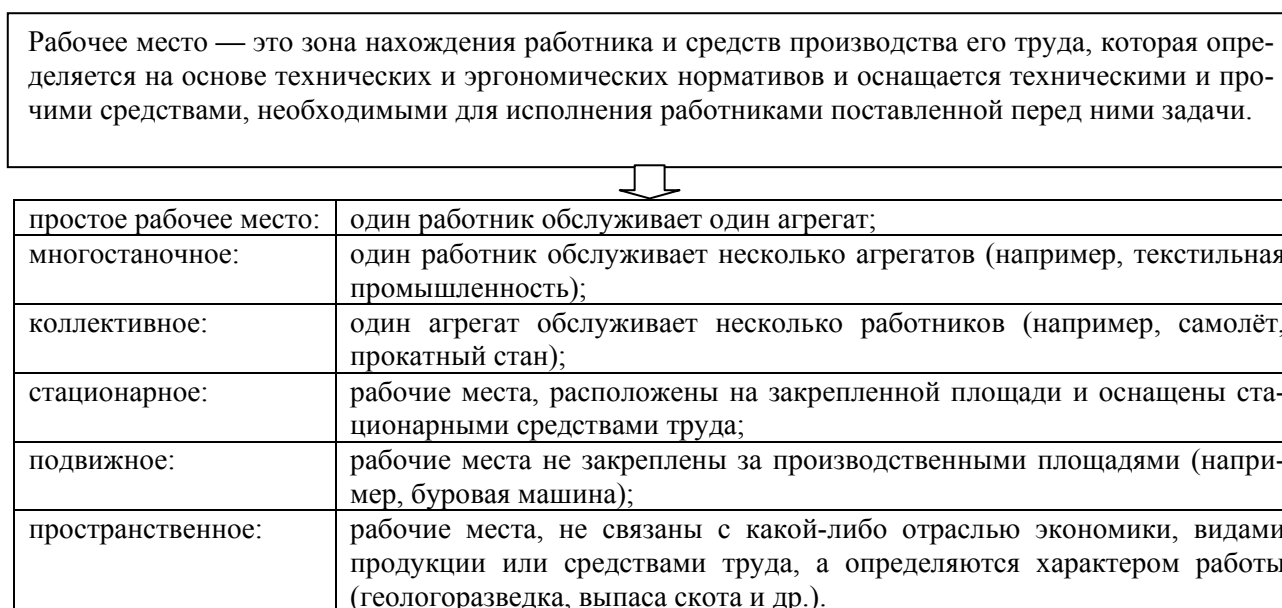 Рабочее место — это зона нахождения работника и средств производства его труда, которая опре-
деляется на основе технических и эргономических нормативов и оснащается техническими и про-
чими средствами, необходимыми для исполнения работниками поставленной перед ними задачи.
простое рабочее место: один работник обслуживает один агрегат;
многостаночное: один работник обслуживает несколько агрегатов (например, текстильная
промышленность);
коллективное: один агрегат обслуживает несколько работников (например, самолёт,
прокатный стан);
стационарное: рабочие места, расположены на закрепленной площади и оснащены ста-
ционарными средствами труда;
подвижное: рабочие места не закреплены за производственными площадями (напри-
мер, буровая машина);
пространственное: рабочие места, не связаны с какой-либо отраслью экономики, видами
продукции или средствами труда, а определяются характером работы
(геологоразведка, выпаса скота и др.).